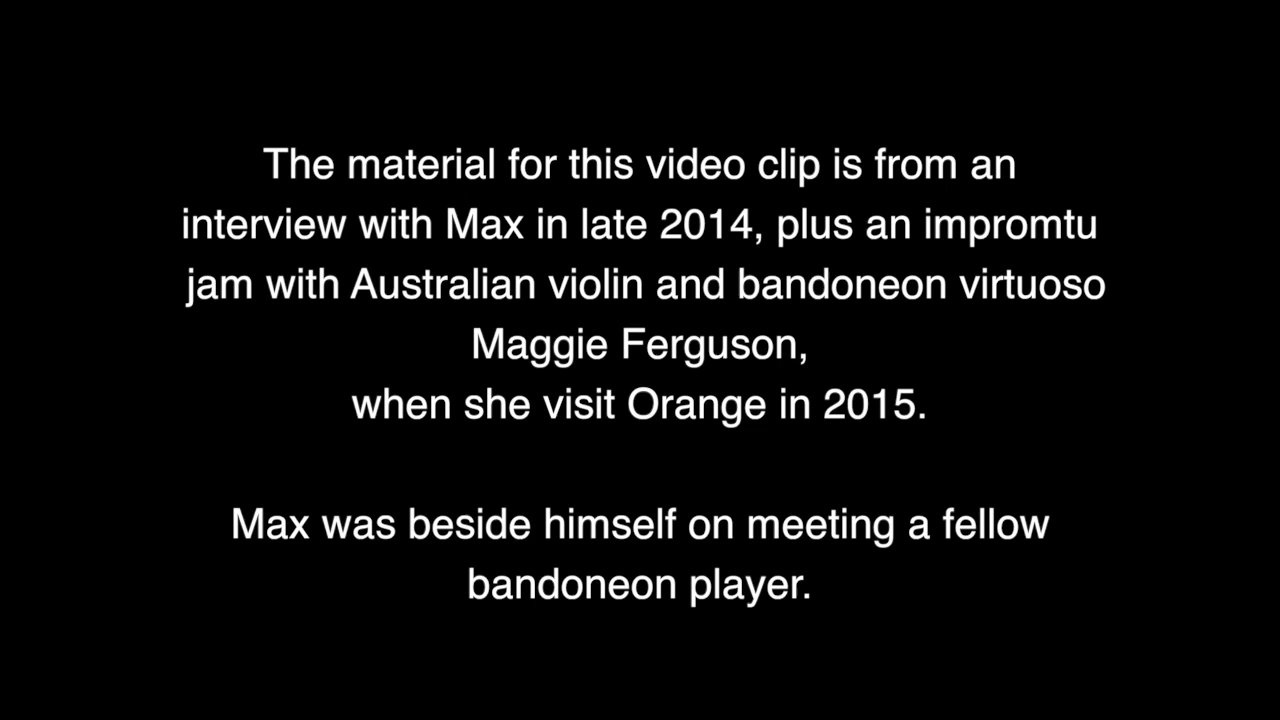 The material for this video clip is from an
interview with Max in late 2014, plus an impromtu
jam with Australian violin and bandoneon virtuoso
Maggie Ferguson,
when she visit Orange in 2015.
Max was beside himself on meeting a fellow
bandoneon player.